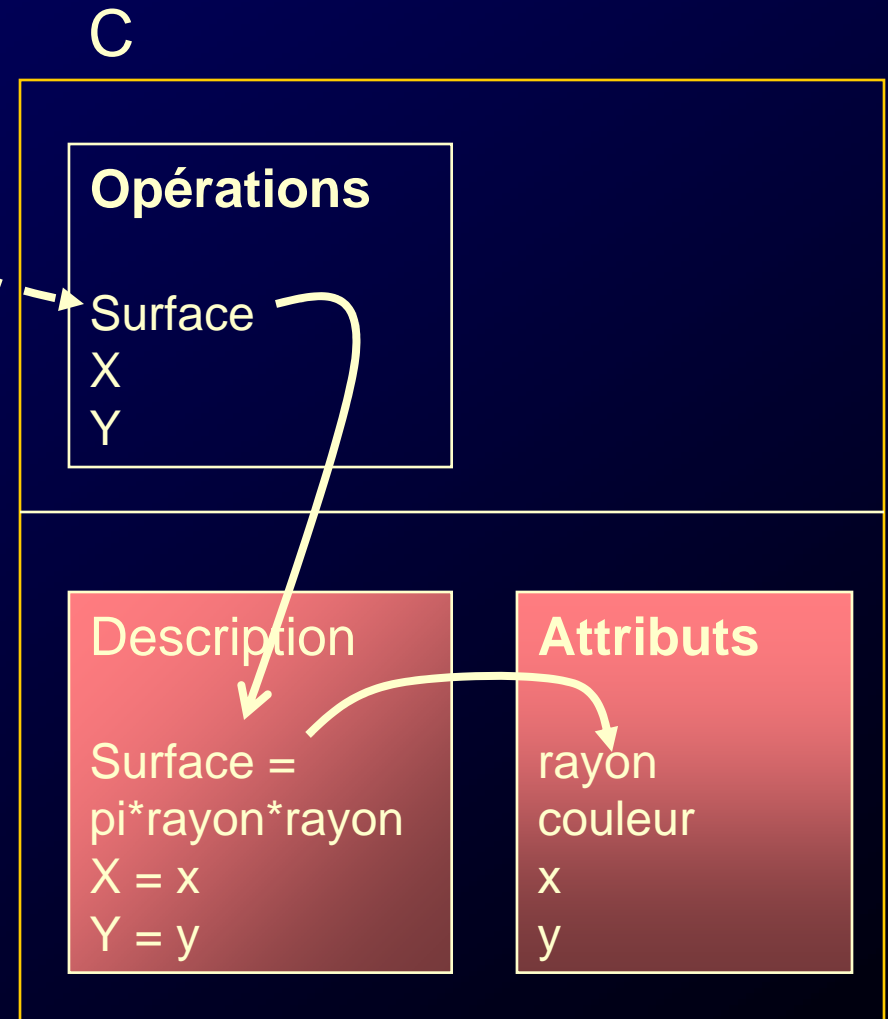 C
Opérations
Surface
X
Y
Description
Surface =
pi*rayon*rayon
X = x
Y = y
Attributs
rayon
couleur
x
y